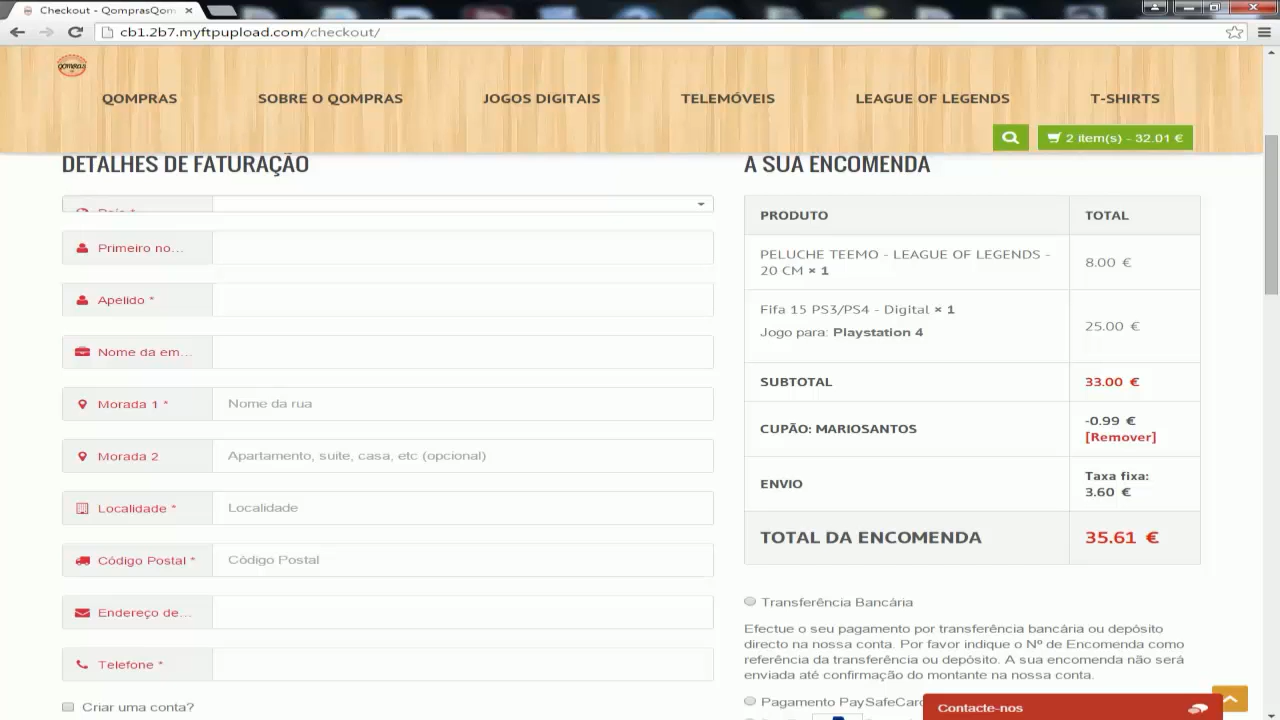 Checkout - QomprasQom
cb1.2b7.myftpupload.com/checkout/
QOMPRAS
QOMPRAS
SOBRE O QOMPRAS
JOGOS DIGITAIS
TELEMÓVEIS
LEAGUE OF LEGENDS
T-SHIRTS
2 item(s) - 32.01 €
DETALHES DE FATURAÇÃO
País *
Primeiro no...
Apelido *
Nome da em...
Morada 1 *
Nome da rua
Morada 2
Apartamento, suite, casa, etc (opcional)
Localidade *
Localidade
Código Postal *
Código Postal
Endereço de...
Telefone *
Criar uma conta?
A SUA ENCOMENDA
PRODUTO TOTAL
PELUCHE TEEMO - LEAGUE OF LEGENDS -
20 CM × 1
8.00 €
Fifa 15 PS3/PS4 - Digital × 1
Jogo para: Playstation 4
25.00 €
SUBTOTAL 33.00 €
CUPÃO: MARIOSANTOS
-0.99 €
[Remover]
ENVIO
Taxa fixa:
3.60 €
TOTAL DA ENCOMENDA 35.61 €
Transferência Bancária
Efectue o seu pagamento por transferência bancária ou depósito
directo na nossa conta. Por favor indique o Nº de Encomenda como
referência da transferência ou depósito. A sua encomenda não será
enviada até confirmação do montante na nossa conta.
Pagamento PaySafeCard
Contacte-nos